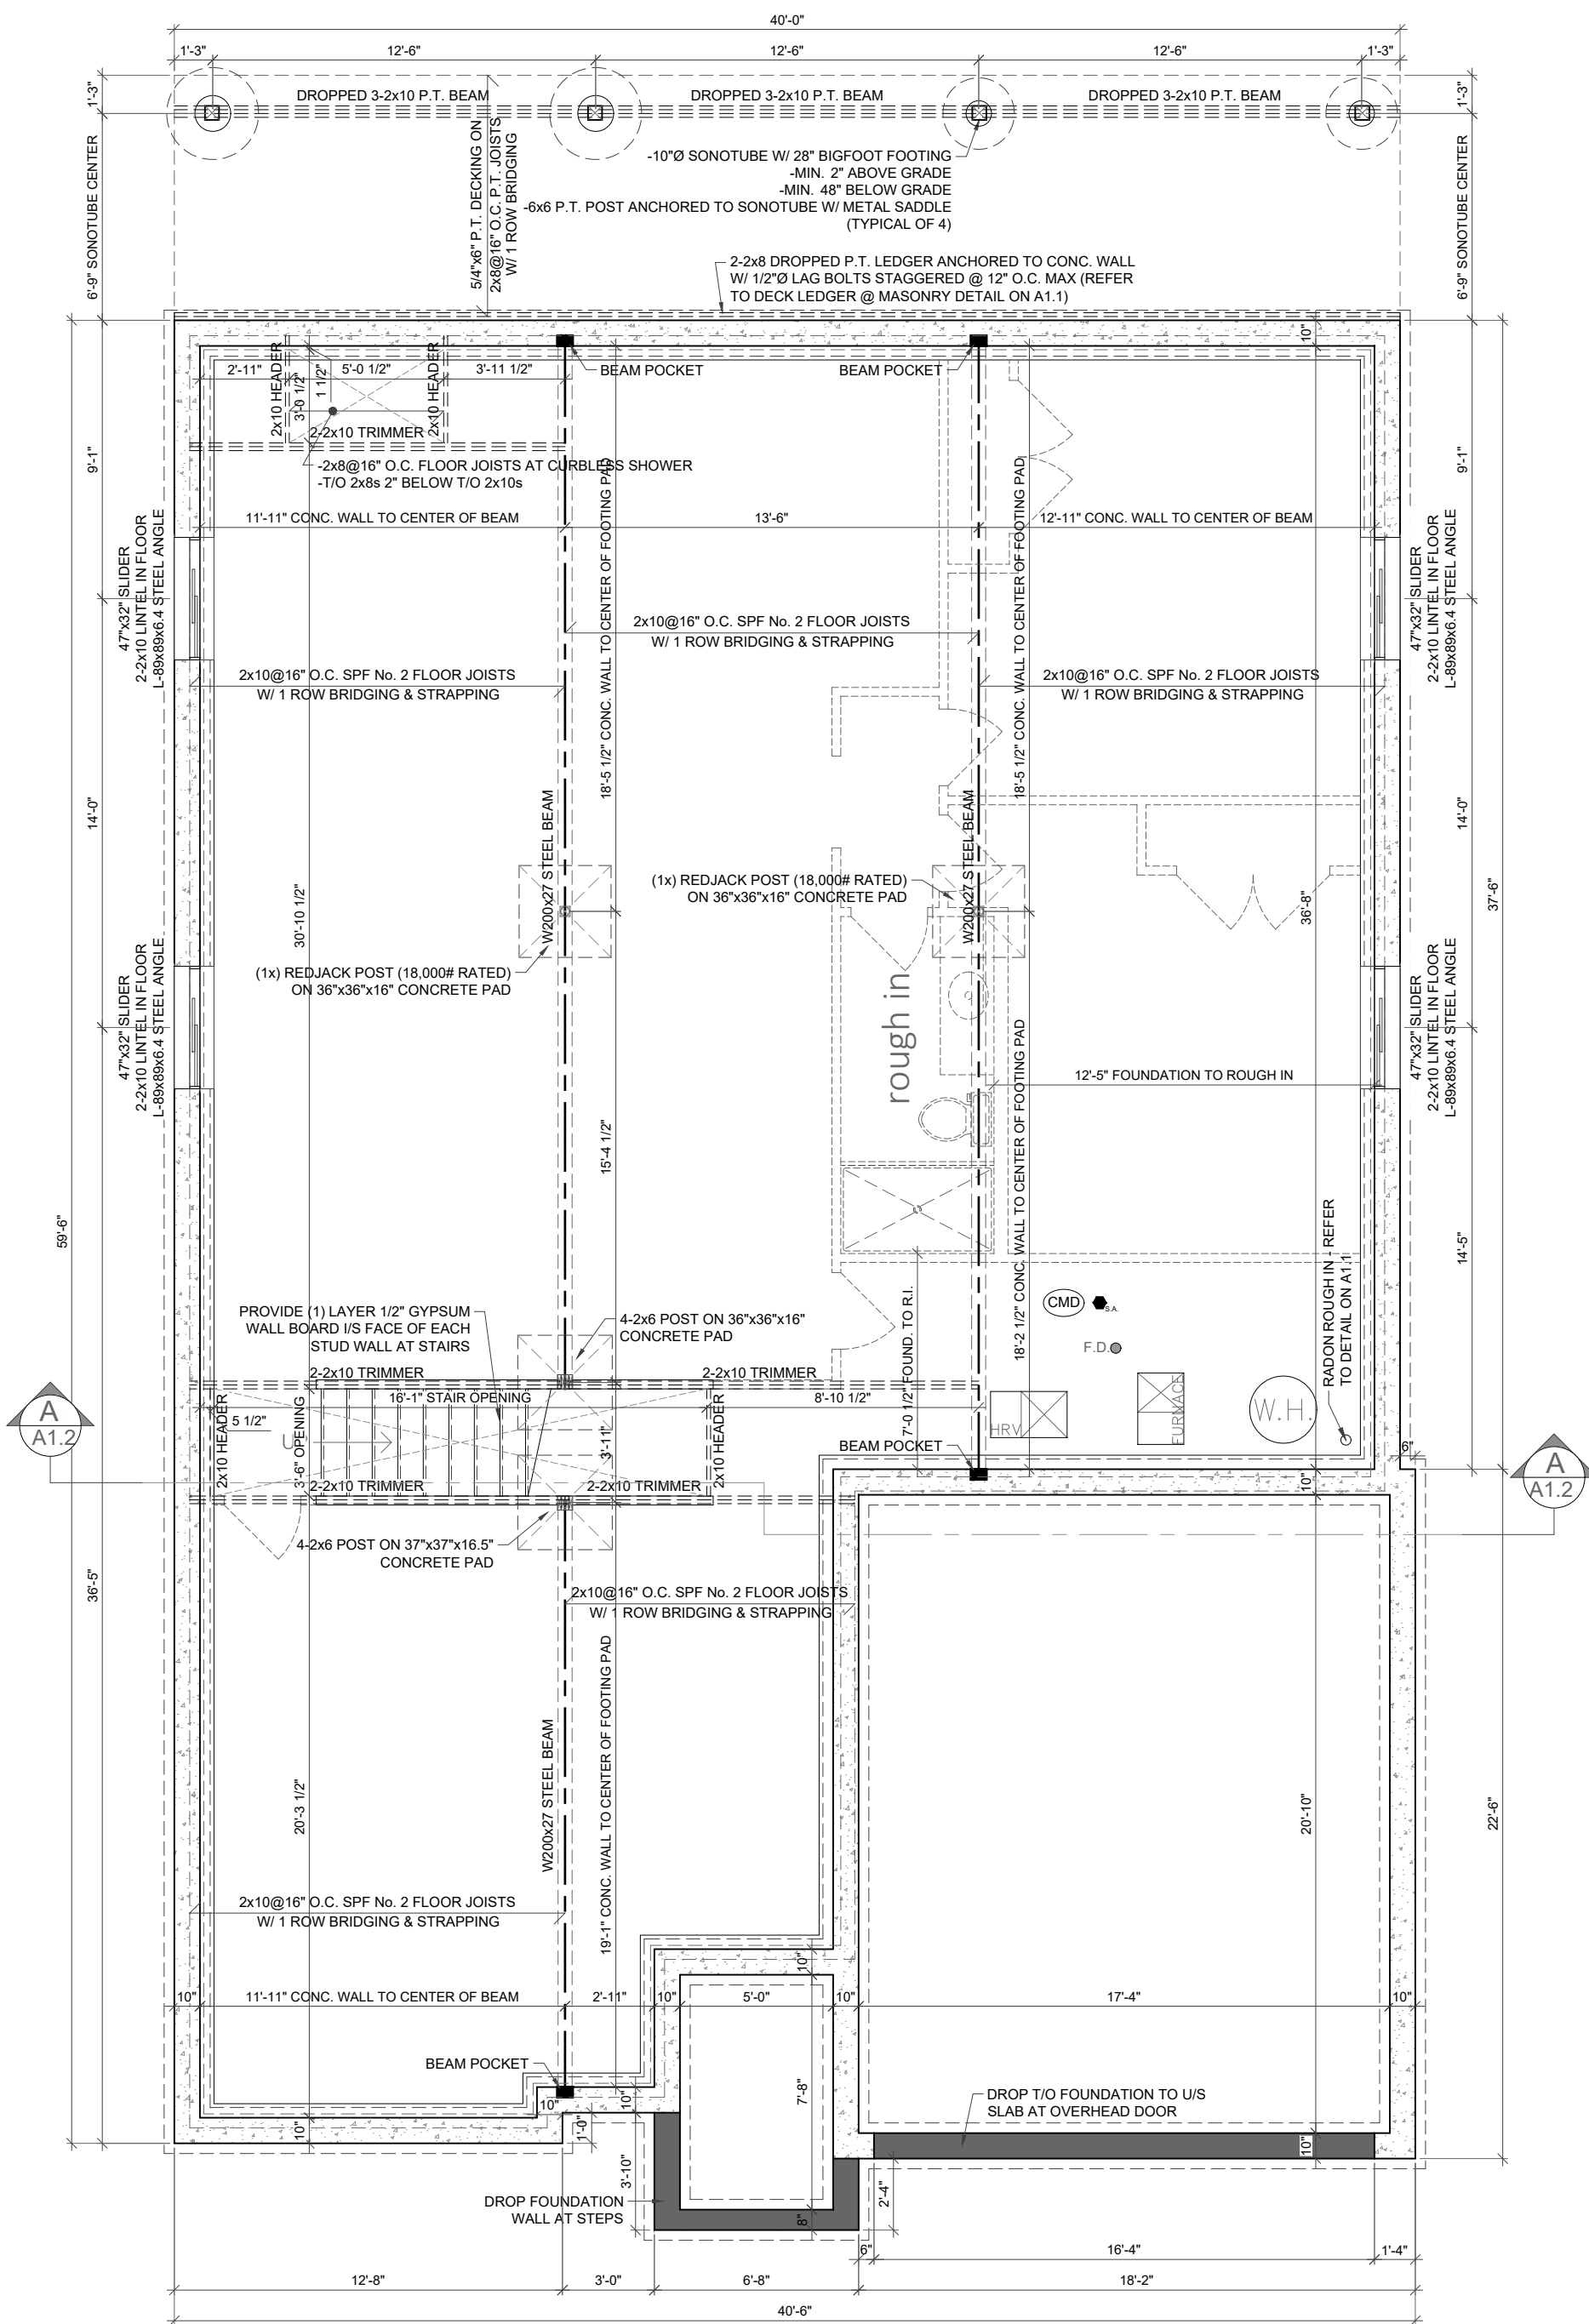 40'-0"
1'-3"
12'-6"
12'-6"
12'-6"
1'-3"
1'-3"
DROPPED 3-2x10 P.T. BEAM
DROPPED 3-2x10 P.T. BEAM
DROPPED 3-2x10 P.T. BEAM
1'-3"
6'-9" SONOTUBE CENTER
5/4"x6" P.T. DECKING ON
2x8@16" O.C. P.T. JOISTS
W/ 1 ROW BRIDGING
-10"Ø SONOTUBE W/ 28" BIGFOOT FOOTING
-MIN. 2" ABOVE GRADE
-MIN. 48" BELOW GRADE
-6x6 P.T. POST ANCHORED TO SONOTUBE W/ METAL SADDLE
(TYPICAL OF 4)
6'-9" SONOTUBE CENTER
2-2x8 DROPPED P.T. LEDGER ANCHORED TO CONC. WALL
W/ 1/2"Ø LAG BOLTS STAGGERED @ 12" O.C. MAX (REFER
TO DECK LEDGER @ MASONRY DETAIL ON A1.1)
10"
2x10 HEADER
2'-11"
3'-0 1/2"
1 1/2"
5'-0 1/2"
2x10 HEADER
3'-11 1/2"
BEAM POCKET
BEAM POCKET
2-2x10 TRIMMER
-2x8@16" O.C. FLOOR JOISTS AT CURBLESS SHOWER
-T/O 2x8s 2" BELOW T/O 2x10s
9'-1"
9'-1"
11'-11" CONC. WALL TO CENTER OF BEAM
13'-6"
12'-11" CONC. WALL TO CENTER OF BEAM
18'-5 1/2" CONC. WALL TO CENTER OF FOOTING PAD
18'-5 1/2" CONC. WALL TO CENTER OF FOOTING PAD
47"x32" SLIDER
2-2x10 LINTEL IN FLOOR
L-89x89x6.4 STEEL ANGLE
47"x32" SLIDER
2-2x10 LINTEL IN FLOOR
L-89x89x6.4 STEEL ANGLE
2x10@16" O.C. SPF No. 2 FLOOR JOISTS
W/ 1 ROW BRIDGING & STRAPPING
2x10@16" O.C. SPF No. 2 FLOOR JOISTS
W/ 1 ROW BRIDGING & STRAPPING
2x10@16" O.C. SPF No. 2 FLOOR JOISTS
W/ 1 ROW BRIDGING & STRAPPING
14'-0"
14'-0"
W200x27 STEEL BEAM
W200x27 STEEL BEAM
(1x) REDJACK POST (18,000# RATED)
ON 36"x36"x16" CONCRETE PAD
30'-10 1/2"
36'-8"
37'-6"
(1x) REDJACK POST (18,000# RATED)
ON 36"x36"x16" CONCRETE PAD
rough in
47"x32" SLIDER
2-2x10 LINTEL IN FLOOR
L-89x89x6.4 STEEL ANGLE
47"x32" SLIDER
2-2x10 LINTEL IN FLOOR
L-89x89x6.4 STEEL ANGLE
12'-5" FOUNDATION TO ROUGH IN
15'-4 1/2"
18'-2 1/2" CONC. WALL TO CENTER OF FOOTING PAD
59'-6"
14'-5"
RADON ROUGH IN - REFER
TO DETAIL ON A1.1
PROVIDE (1) LAYER 1/2" GYPSUM
WALL BOARD I/S FACE OF EACH
STUD WALL AT STAIRS
4-2x6 POST ON 36"x36"x16"
CONCRETE PAD
7'-0 1/2" FOUND. TO R.I.
CMD
S.A.
F.D.
2-2x10 TRIMMER
2-2x10 TRIMMER
16'-1" STAIR OPENING
8'-10 1/2"
HRV
FURNACE
W.H.
A
A1.2
2x10 HEADER
5 1/2"
3'-6" OPENING
U
3'-11"
2x10 HEADER
BEAM POCKET
6"
A
A1.2
2-2x10 TRIMMER
2-2x10 TRIMMER
10"
4-2x6 POST ON 37"x37"x16.5"
CONCRETE PAD
36'-5"
2x10@16" O.C. SPF No. 2 FLOOR JOISTS
W/ 1 ROW BRIDGING & STRAPPING
19'-1" CONC. WALL TO CENTER OF FOOTING PAD
W200x27 STEEL BEAM
20'-3 1/2"
20'-10"
22'-6"
2x10@16" O.C. SPF No. 2 FLOOR JOISTS
W/ 1 ROW BRIDGING & STRAPPING
10"
10"
11'-11" CONC. WALL TO CENTER OF BEAM
2'-11"
10"
5'-0"
10"
17'-4"
10"
BEAM POCKET
7'-8"
DROP T/O FOUNDATION TO U/S
SLAB AT OVERHEAD DOOR
10"
10"
10"
1'-0"
10"
3'-10"
DROP FOUNDATION
WALL AT STEPS
2'-4"
8"
6"
16'-4"
1'-4"
12'-8"
3'-0"
6'-8"
18'-2"
40'-6"